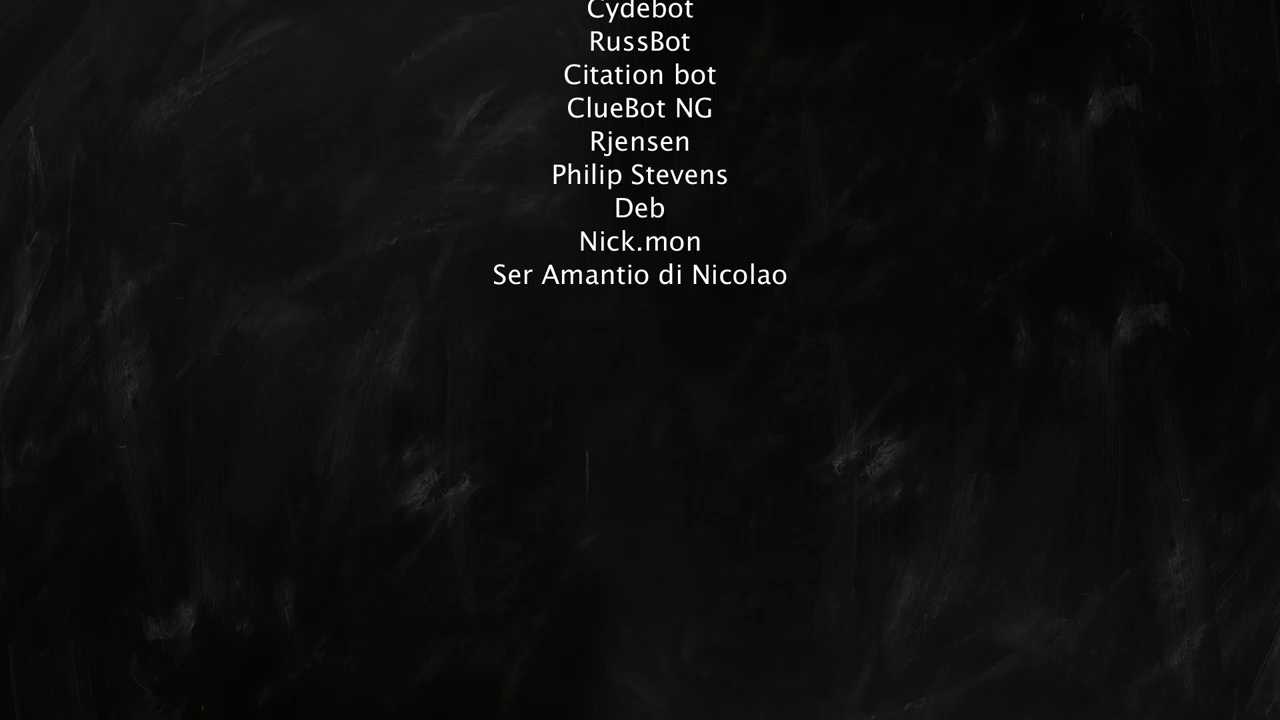 Cydebot
RussBot
Citation bot
ClueBot NG
Rjensen
Philip Stevens
Deb
Nick.mon
Ser Amantio di Nicolao